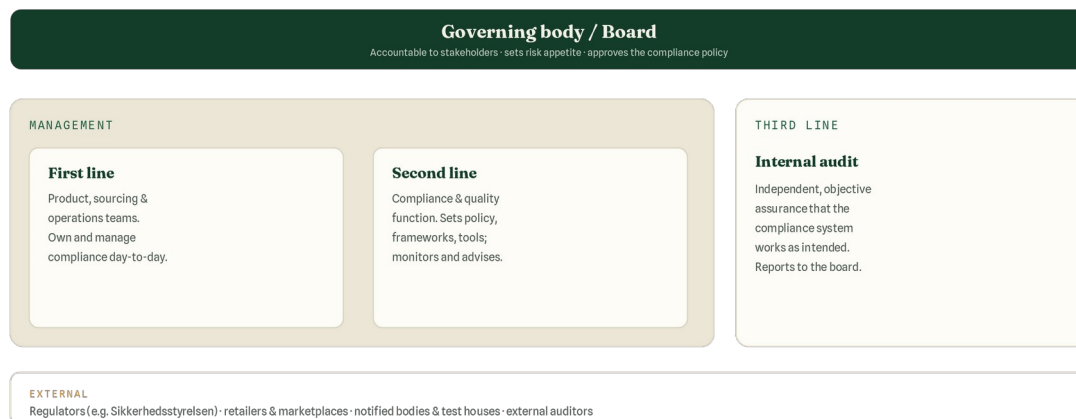 Governing body / Board
Accountable to stakeholders · sets risk appetite · approves the compliance policy
MANAGEMENT
First line
Product, sourcing &
operations teams.
Own and manage
compliance day-to-day.
Second line
Compliance & quality
function. Sets policy,
frameworks, tools;
monitors and advises.
THIRD LINE
Internal audit
Independent, objective
assurance that the
compliance system
works as intended.
Reports to the board.
EXTERNAL
Regulators (e.g. Sikkerhedsstyrelsen) · retailers & marketplaces · notified bodies & test houses · external auditors